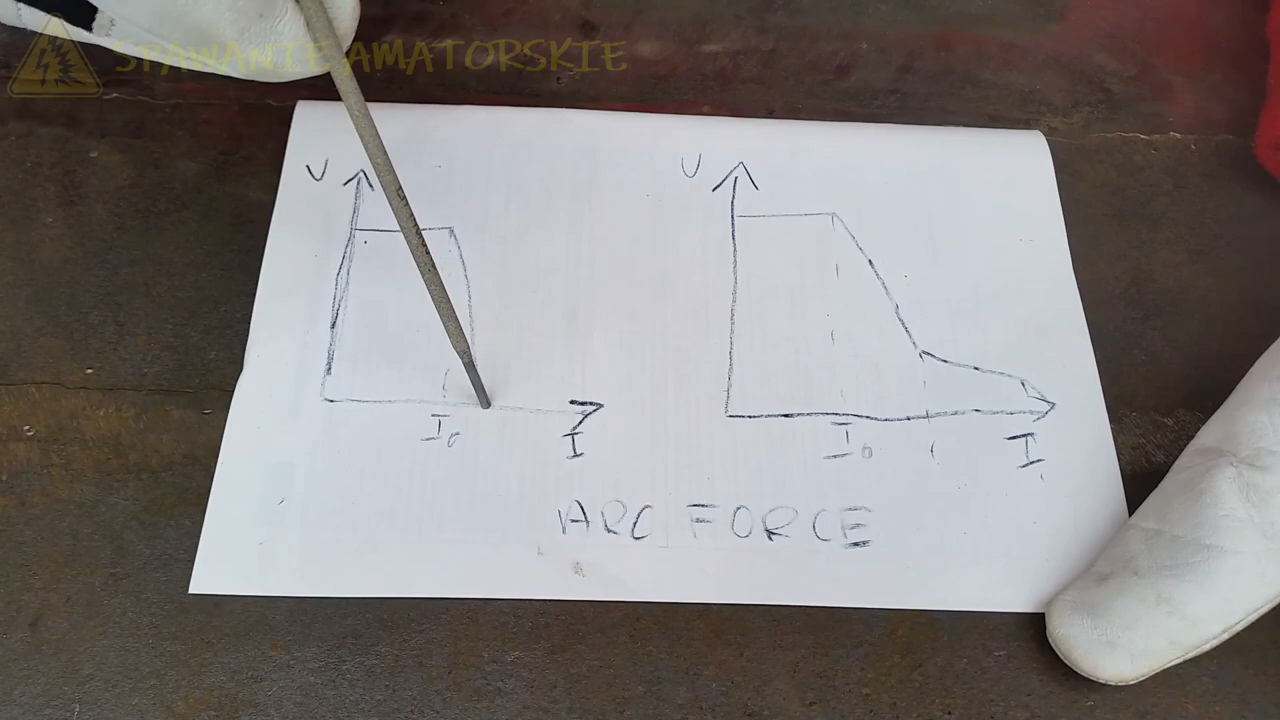 SPAWANIE AMATORSKIE
U
U
I₀
I
I₀
I
ARC FORCE